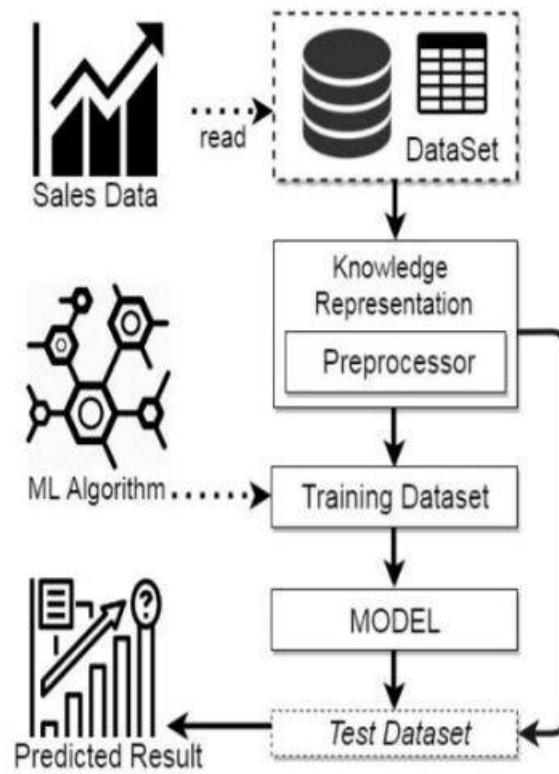 read
DataSet
Sales Data
Knowledge
Representation
Preprocessor
ML Algorithm
Training Dataset
MODEL
?
Test Dataset
Predicted Result